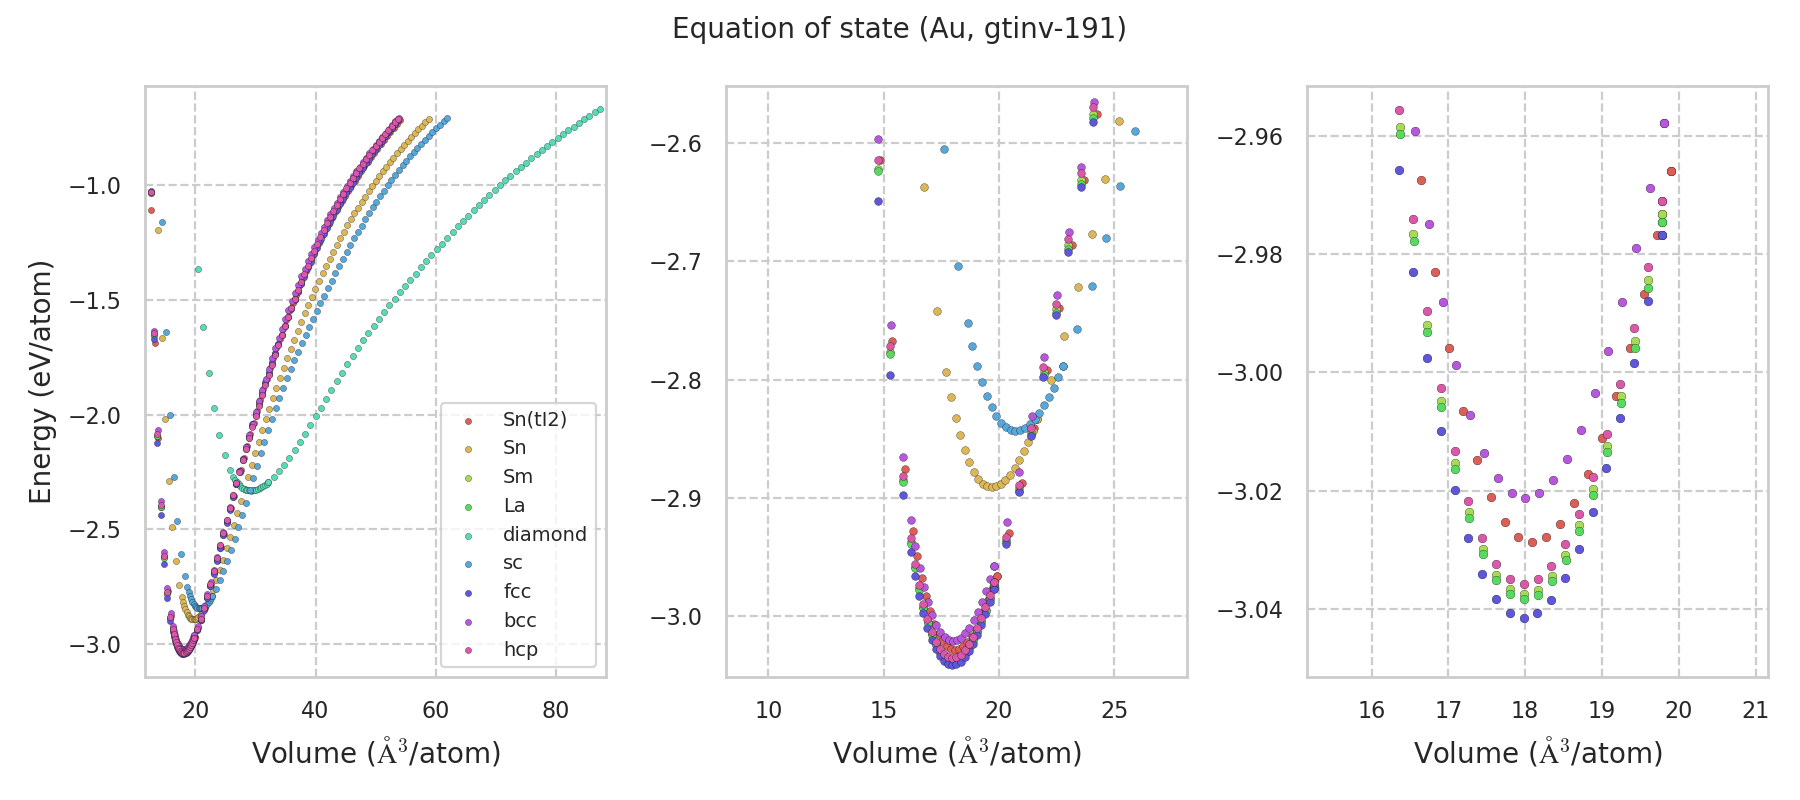 Equation of state (Au, gtinv-191)
Energy (eV/atom)
−1.0
−1.5
−2.0
−2.5
−3.0
20 40 60 80
Volume (Å³/atom)
Sn(tI2)
Sn
Sm
La
diamond
sc
fcc
bcc
hcp
−2.6
−2.7
−2.8
−2.9
−3.0
10 15 20 25
Volume (Å³/atom)
−2.96
−2.98
−3.00
−3.02
−3.04
16 17 18 19 20 21
Volume (Å³/atom)